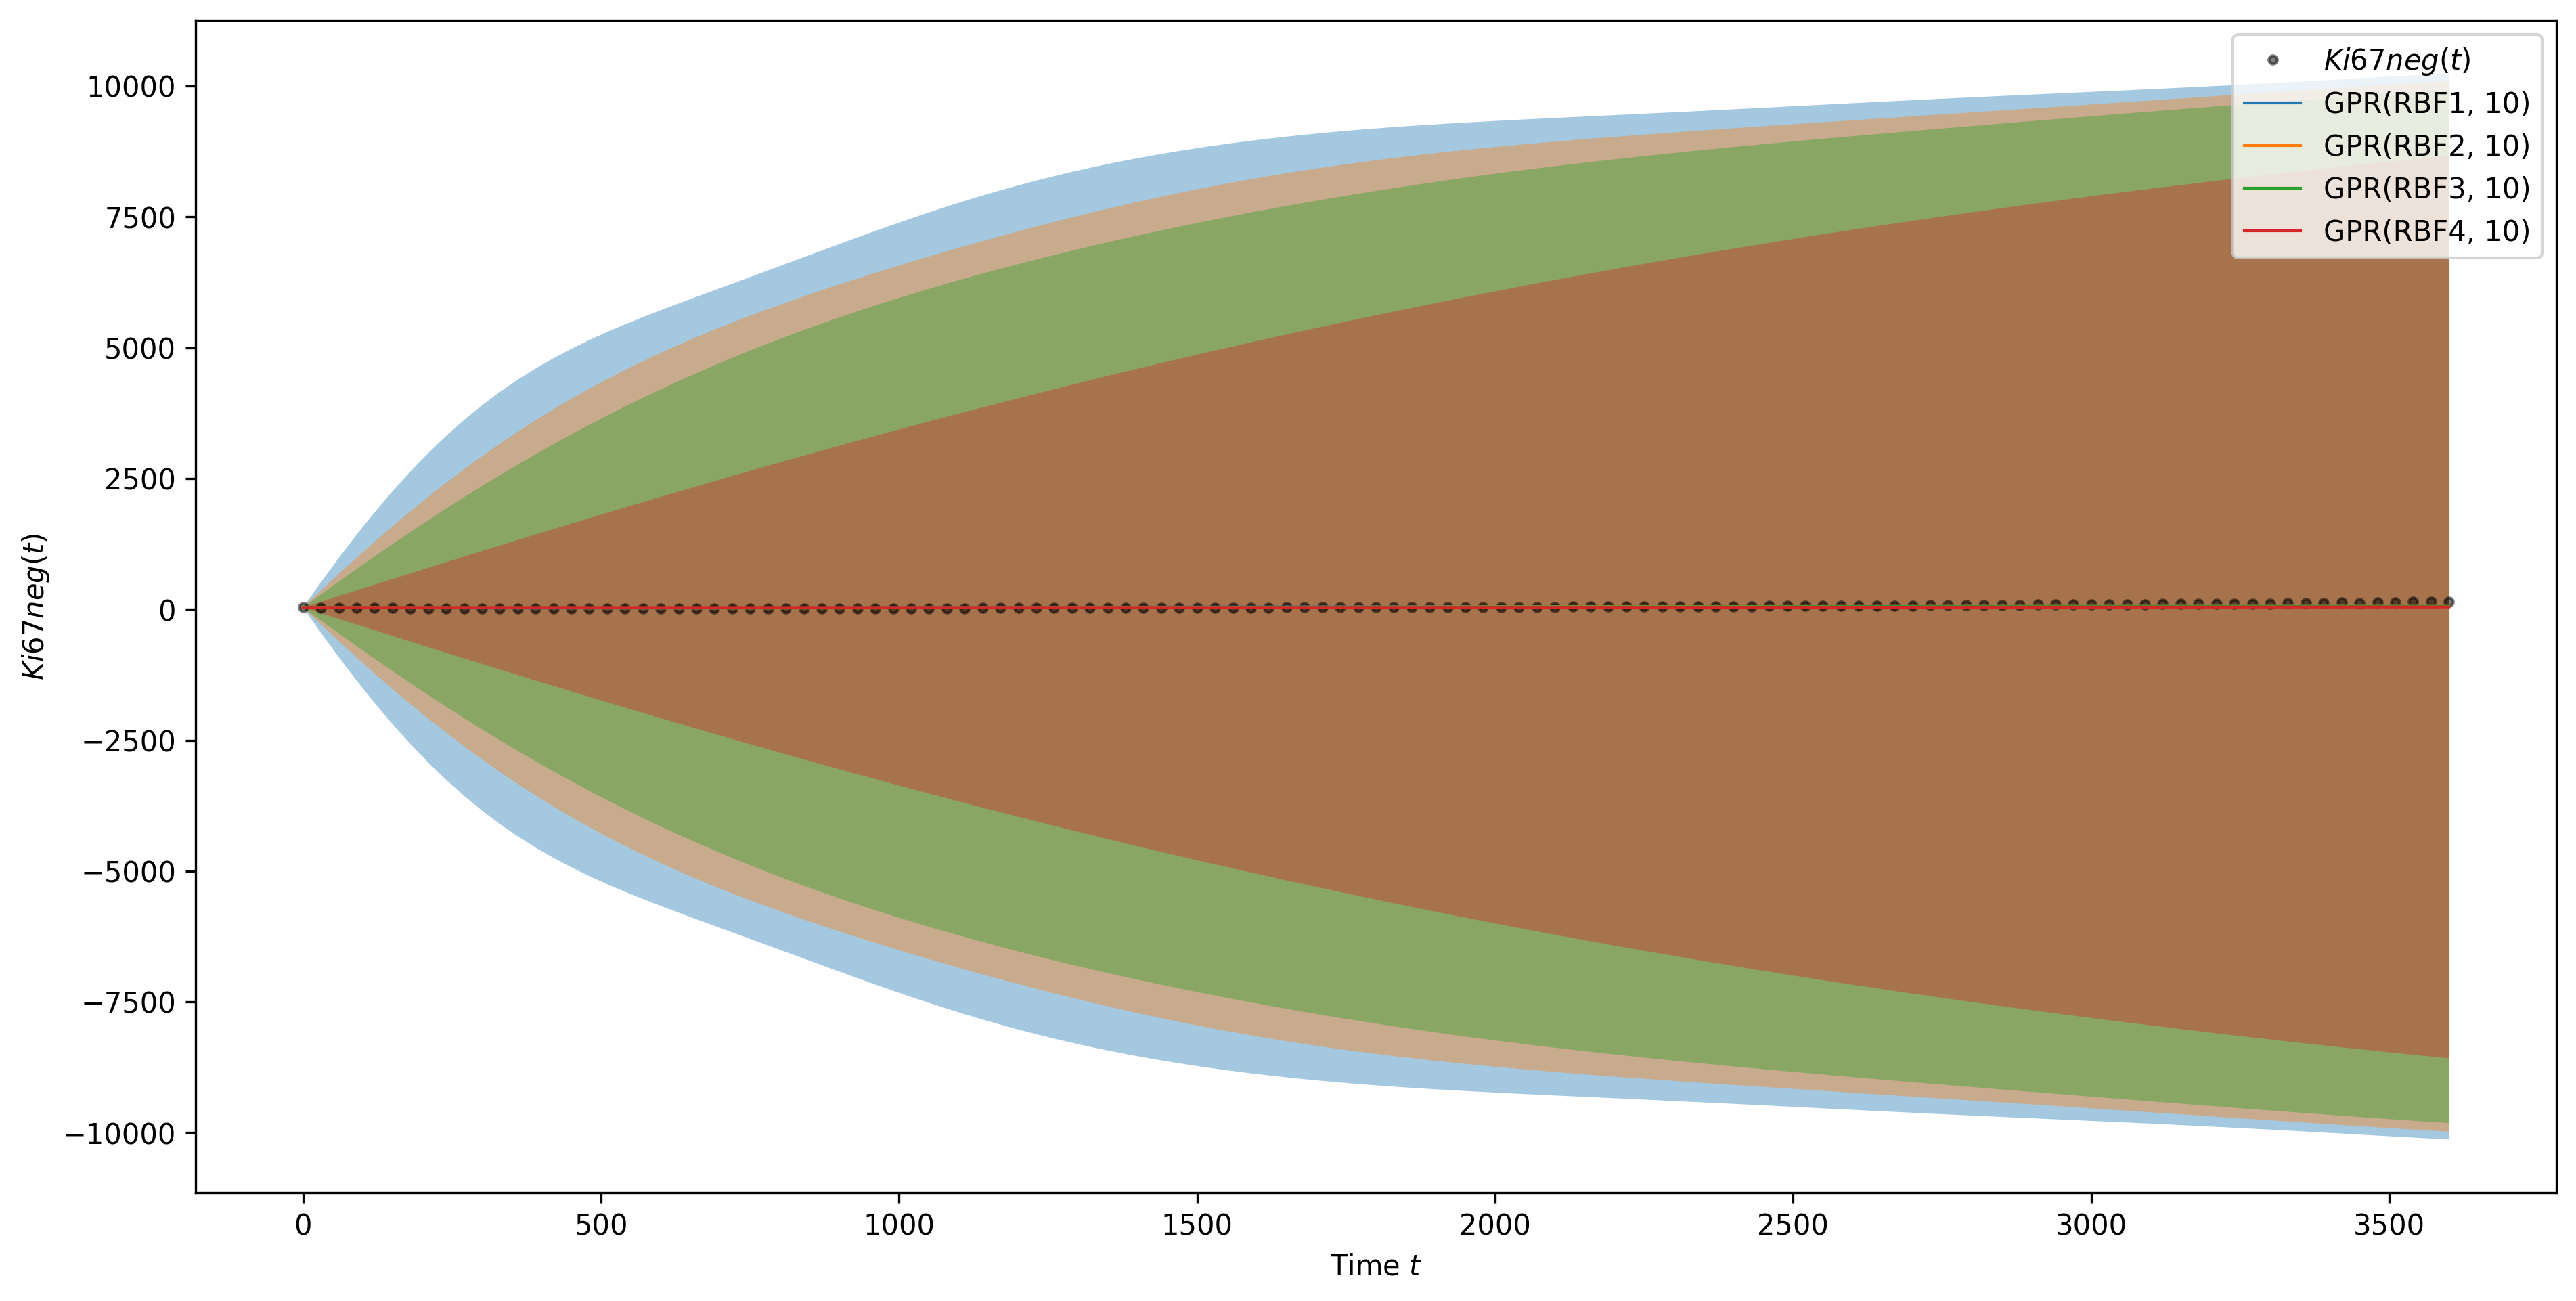 10000
7500
5000
2500
0
−2500
−5000
−7500
−10000
Ki67neg(t)
Ki67neg(t)
GPR(RBF1, 10)
GPR(RBF2, 10)
GPR(RBF3, 10)
GPR(RBF4, 10)
0 500 1000 1500 2000 2500 3000 3500
Time t